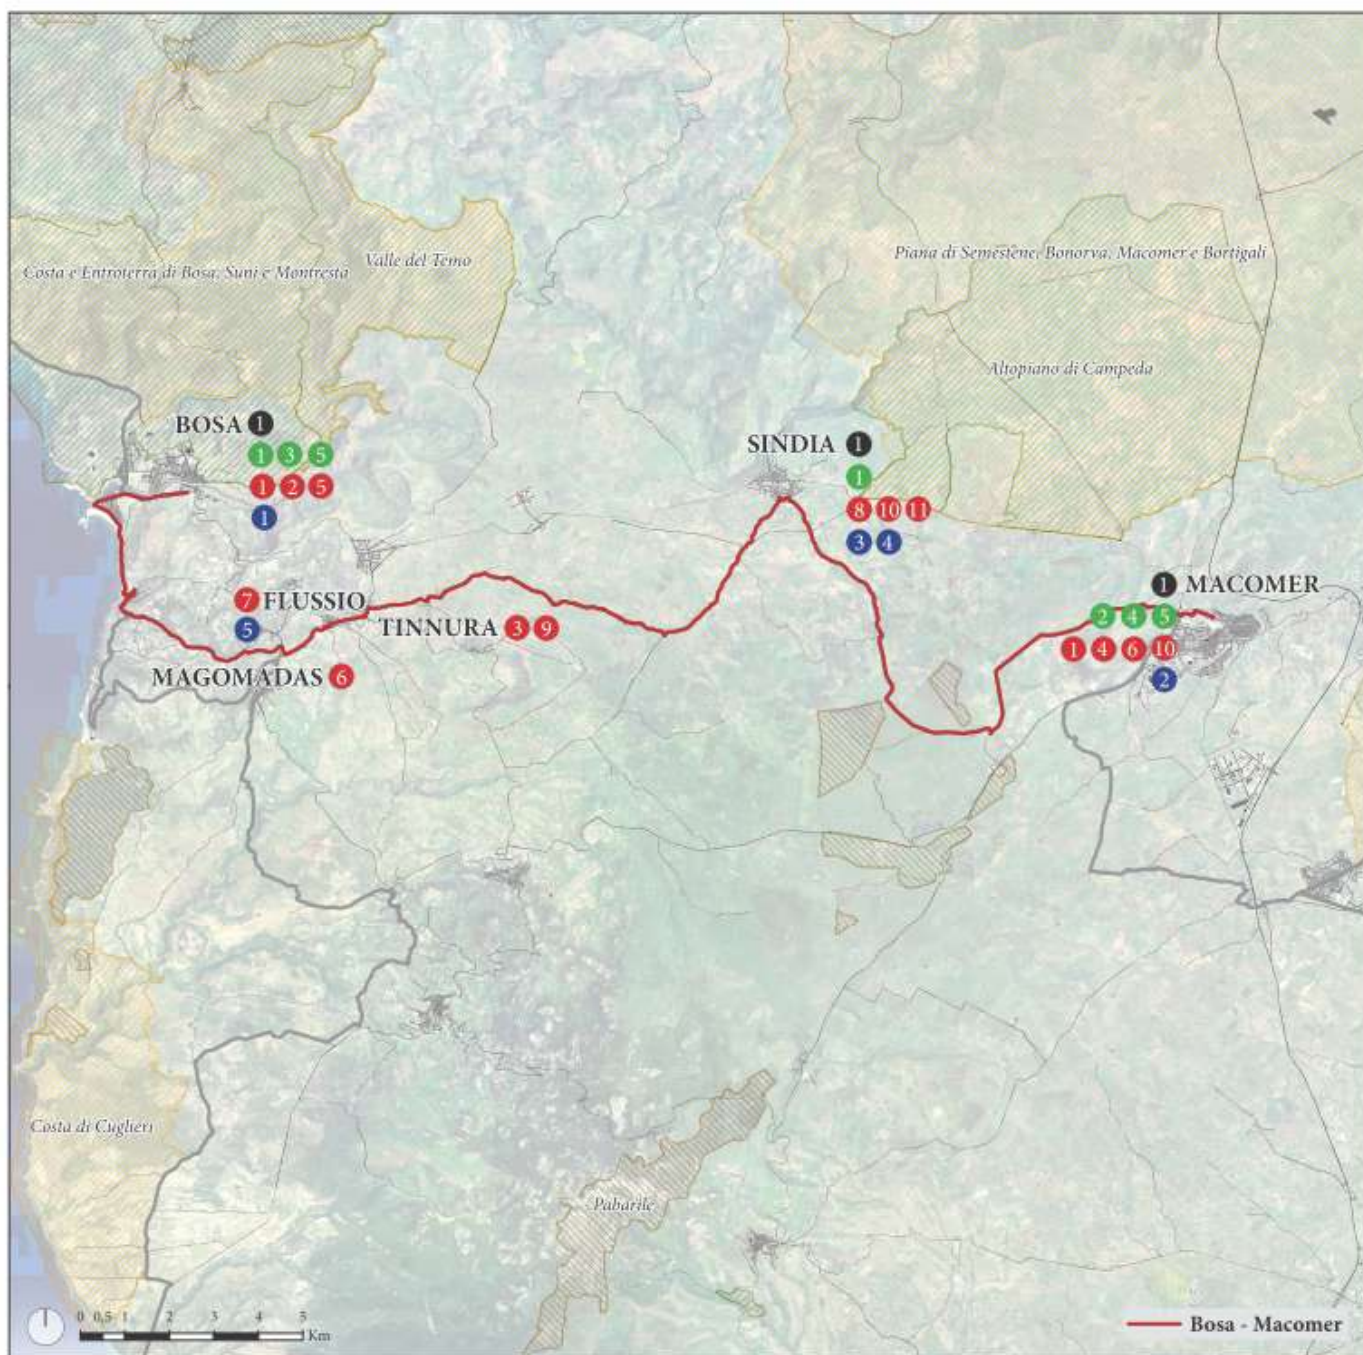 Valle del Temo
Costa e Entroterra di Bosa, Suni e Montresta
Piana di Semestene, Bonorva, Macomer e Bortigali
Altopiano di Campeda
BOSA 1
1 3 5
1 2 5
1
SINDIA 1
1
8 10 11
3 4
1 MACOMER
2 4 5
1 4 6 10
2
7 FLUSSIO
5
TINNURA 3 9
MAGOMADAS 6
Costa di Cuglieri
Pabarile
0 0,5 1 2 3 4 5
Km
Bosa - Macomer